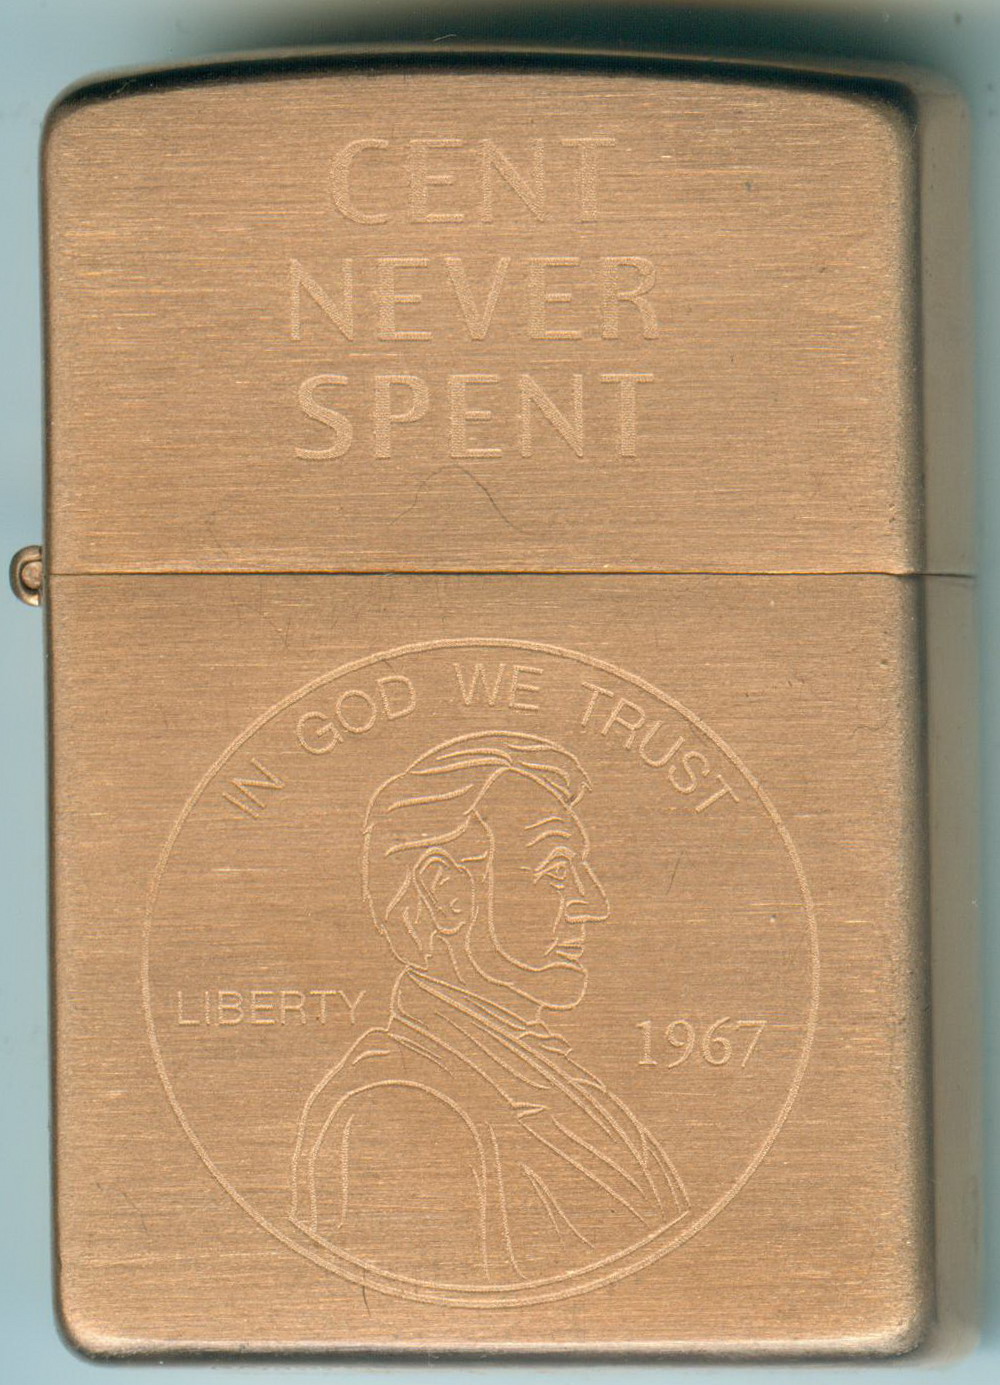 CENT
NEVER
SPENT
IN GOD WE TRUST
LIBERTY
1967